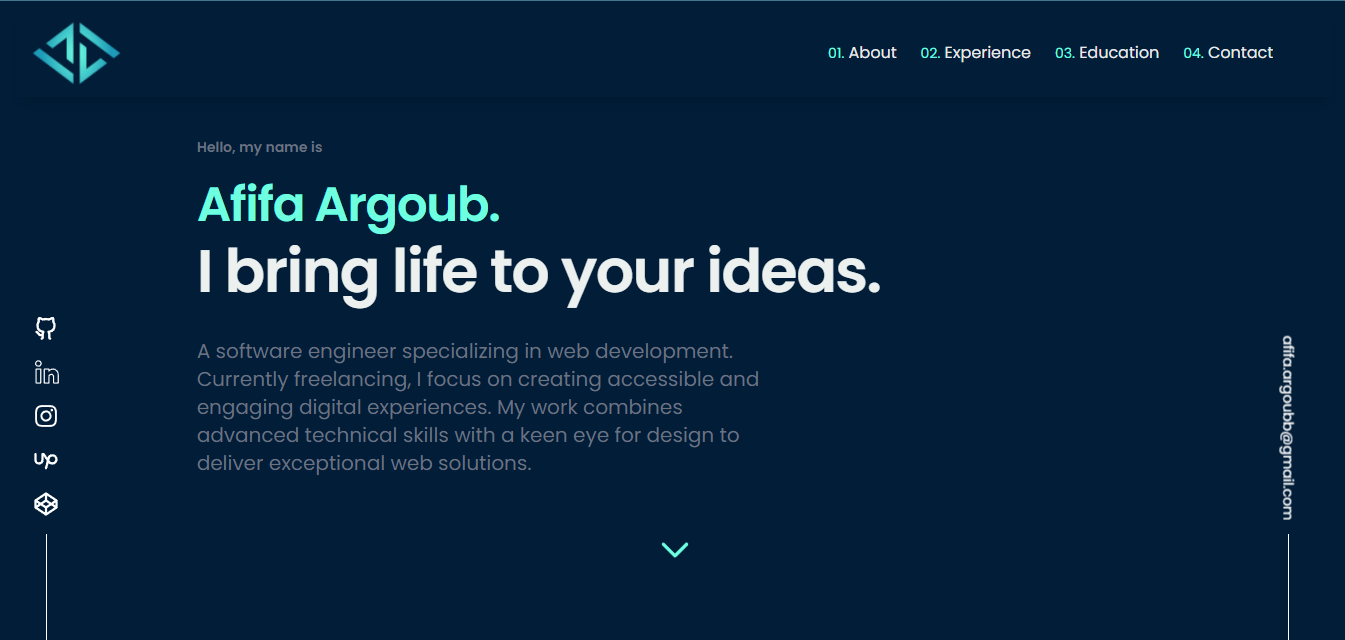 01. About 02. Experience 03. Education 04. Contact
Hello, my name is
Afifa Argoub.
I bring life to your ideas.
A software engineer specializing in web development.
Currently freelancing, I focus on creating accessible and
engaging digital experiences. My work combines
advanced technical skills with a keen eye for design to
deliver exceptional web solutions.
in
up
afifa.argoubb@gmail.com